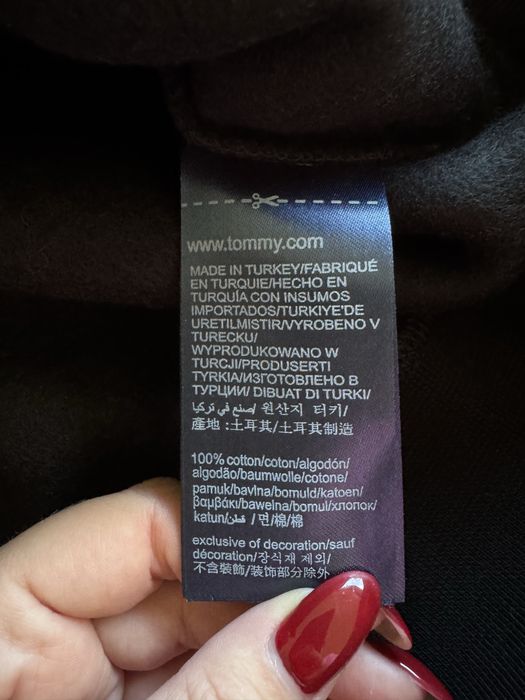 www.tommy.com
MADE IN TURKEY/FABRIQUÉ
EN TURQUIE/HECHO EN
TURQUÍA CON INSUMOS
IMPORTADOS/TURKIYE'DE
URETILMISTIR/VYROBENO V
TURECKU/
WYPRODUKOWANO W
TURCJI/PRODUSERTI
TYRKIA/ИЗГОТОВЛЕНО В
ТУРЦИИ/ DIBUAT DI TURKI/
صنع في تركيا/ 원산지 터키/
產地 : 土耳其/土耳其制造
100% cotton/coton/algodón/
algodão/baumwolle/cotone/
pamuk/bavlna/bomuld/katoen/
βαμβάκι/bawełna/bomul/хлопок/
katun/قطن / 면/棉/棉
exclusive of decoration/sauf
décoration/장식재 제외/
不含裝飾/装饰部分除外